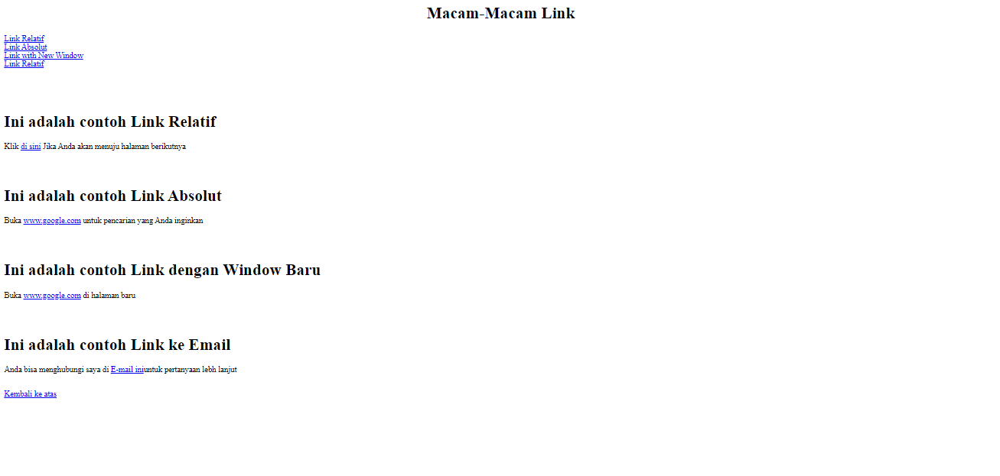 Macam-Macam Link
Link Relatif
Link Absolut
Link with New Window
Link Relatif
Ini adalah contoh Link Relatif
Klik di sini Jika Anda akan menuju halaman berikutnya
Ini adalah contoh Link Absolut
Buka www.google.com untuk pencarian yang Anda inginkan
Ini adalah contoh Link dengan Window Baru
Buka www.google.com di halaman baru
Ini adalah contoh Link ke Email
Anda bisa menghubungi saya di E-mail iniuntuk pertanyaan lebh lanjut
Kembali ke atas